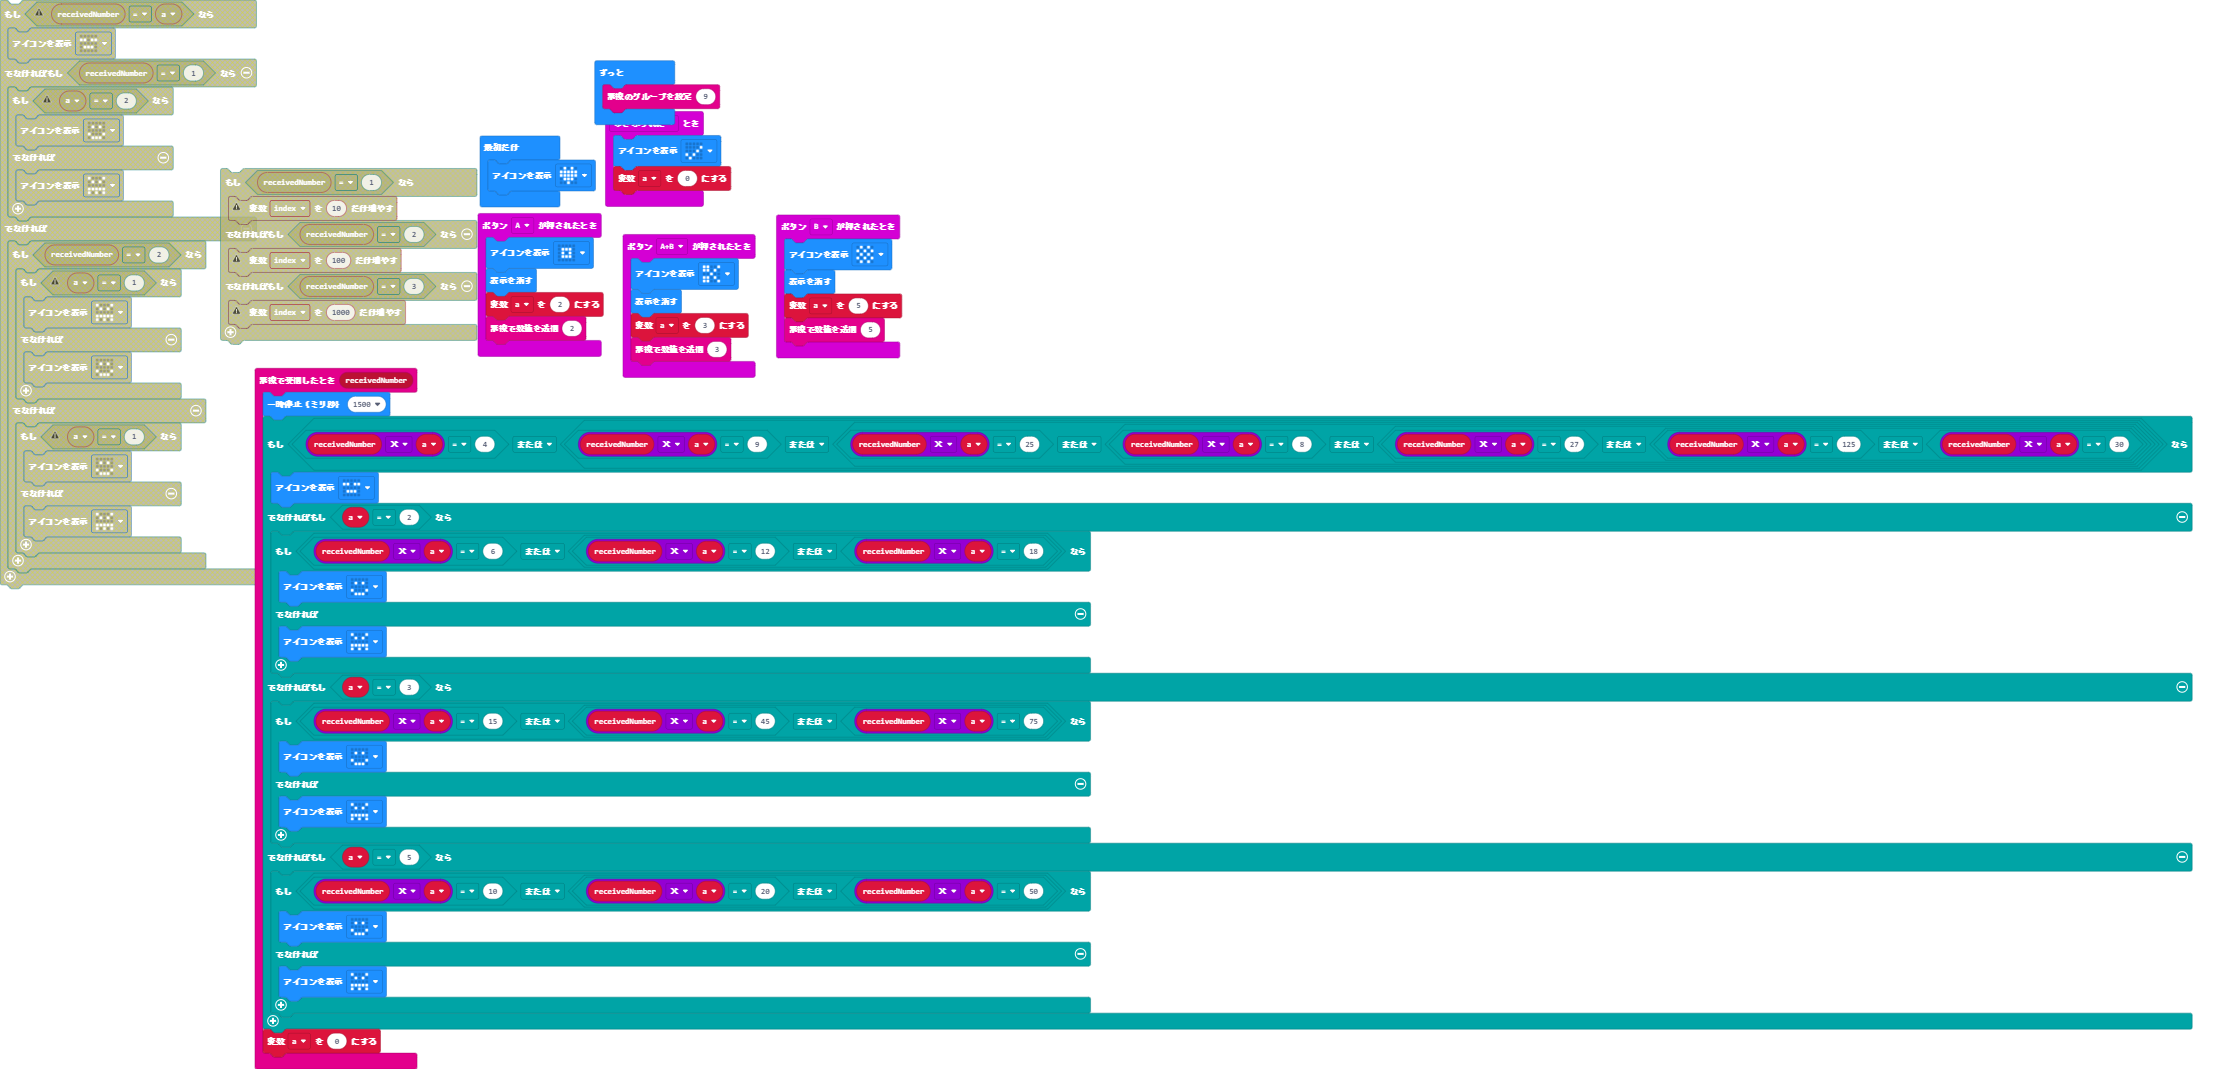 もし receivedNumber = a なら
アイコンを表示
でなければもし receivedNumber = 1 なら
もし a = 2 なら
アイコンを表示
でなければ
アイコンを表示
でなければ
もし receivedNumber = 2 なら
もし a = 1 なら
アイコンを表示
でなければ
アイコンを表示
でなければ
もし a = 1 なら
アイコンを表示
でなければ
アイコンを表示
もし receivedNumber = 1 なら
変数 index を 10 だけ増やす
でなければもし receivedNumber = 2 なら
変数 index を 100 だけ増やす
でなければもし receivedNumber = 3 なら
変数 index を 1000 だけ増やす
最初だけ
アイコンを表示
ずっと
無線のグループを設定 9
とき
アイコンを表示
変数 a を 0 にする
ボタン A が押されたとき
アイコンを表示
表示を消す
変数 a を 2 にする
無線で数値を送信 2
ボタン A+B が押されたとき
アイコンを表示
表示を消す
変数 a を 3 にする
無線で数値を送信 3
ボタン B が押されたとき
アイコンを表示
表示を消す
変数 a を 5 にする
無線で数値を送信 5
無線で受信したとき receivedNumber
一時停止（ミリ秒） 1500
もし receivedNumber × a = 4 または receivedNumber × a = 9 または receivedNumber × a = 25 または receivedNumber × a = 8 または receivedNumber × a = 27 または receivedNumber × a = 125 または receivedNumber × a = 30 なら
アイコンを表示
でなければもし a = 2 なら
もし receivedNumber × a = 6 または receivedNumber × a = 12 または receivedNumber × a = 18 なら
アイコンを表示
でなければ
アイコンを表示
でなければもし a = 3 なら
もし receivedNumber × a = 15 または receivedNumber × a = 45 または receivedNumber × a = 75 なら
アイコンを表示
でなければ
アイコンを表示
でなければもし a = 5 なら
もし receivedNumber × a = 10 または receivedNumber × a = 20 または receivedNumber × a = 50 なら
アイコンを表示
でなければ
アイコンを表示
変数 a を 0 にする